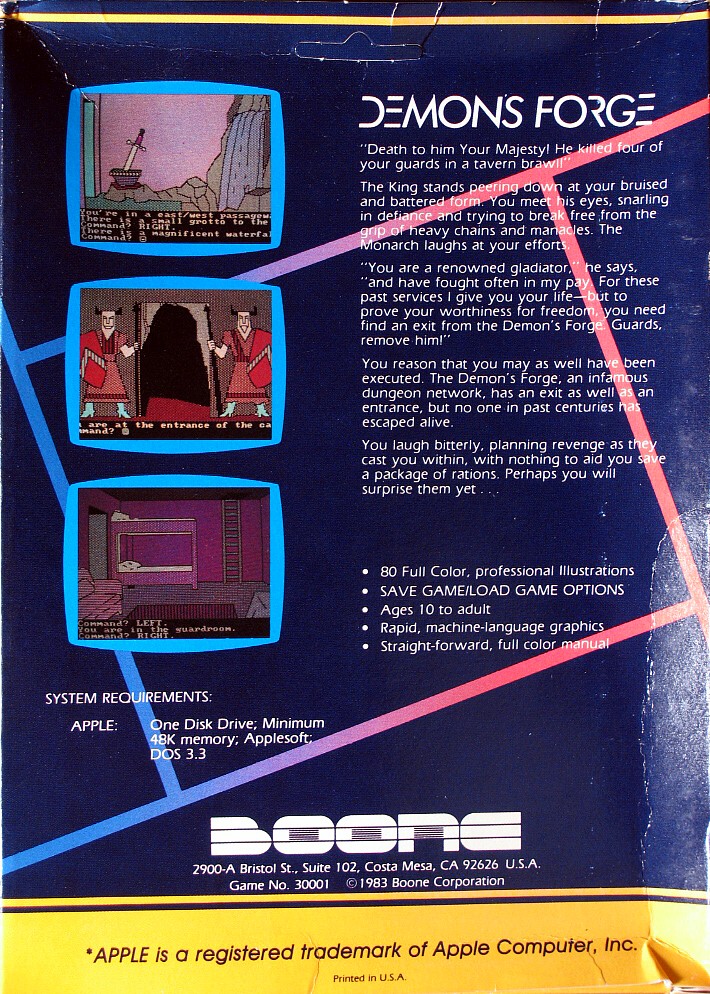 DEMON'S FORGE
"Death to him Your Majesty! He killed four of
your guards in a tavern brawl!"
The King stands peering down at your bruised
and battered form. You meet his eyes, snarling
in defiance and trying to break free from the
grip of heavy chains and manacles. The
Monarch laughs at your efforts.
"You are a renowned gladiator," he says,
"and have fought often in my pay. For these
past services I give you your life—but to
prove your worthiness for freedom, you need
find an exit from the Demon's Forge. Guards,
remove him!"
You reason that you may as well have been
executed. The Demon's Forge, an infamous
dungeon network, has an exit as well as an
entrance, but no one in past centuries has
escaped alive.
You laugh bitterly, planning revenge as they
cast you within, with nothing to aid you save
a package of rations. Perhaps you will
surprise them yet . . .
You're in a east/west passagew
There is a small grotto to the
Command? RIGHT.
There is a magnificent waterfal
Command?
are at the entrance of the ca
mmand?
Command? LEFT.
You are in the guardroom.
Command? RIGHT.
• 80 Full Color, professional Illustrations
• SAVE GAME/LOAD GAME OPTIONS
• Ages 10 to adult
• Rapid, machine-language graphics
• Straight-forward, full color manual
SYSTEM REQUIREMENTS:
APPLE: One Disk Drive; Minimum
48K memory; Applesoft;
DOS 3.3
BOONE
2900-A Bristol St., Suite 102, Costa Mesa, CA 92626 U.S.A.
Game No. 30001 ©1983 Boone Corporation
*APPLE is a registered trademark of Apple Computer, Inc.
Printed in U.S.A.